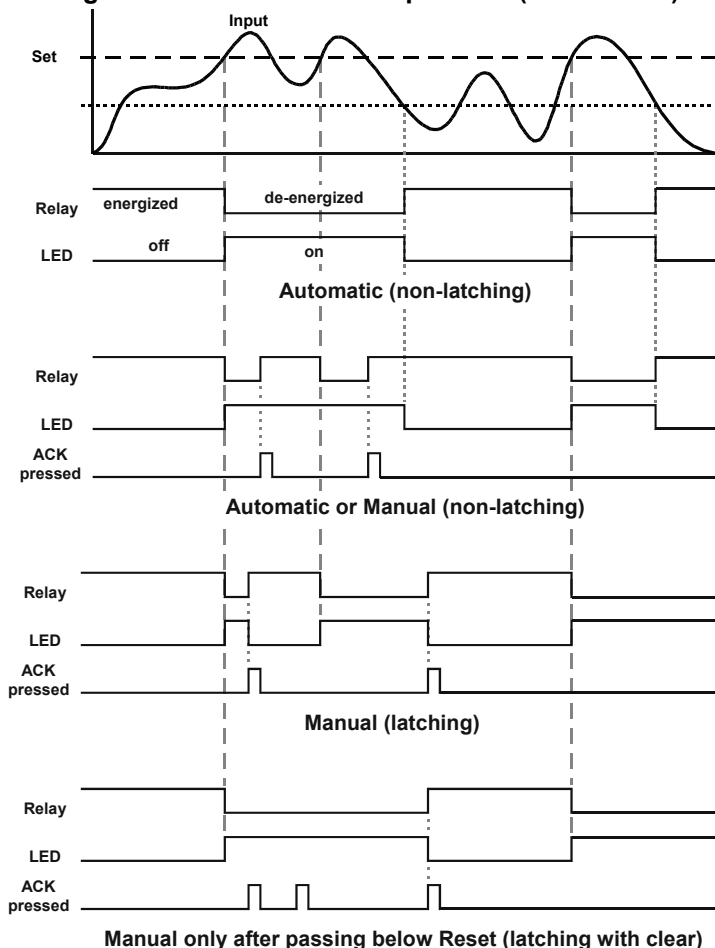 Input
Set
Relay energized de-energized
LED off on
Automatic (non-latching)
Relay
LED
ACK
pressed
Automatic or Manual (non-latching)
Relay
LED
ACK
pressed
Manual (latching)
Relay
LED
ACK
pressed
Manual only after passing below Reset (latching with clear)